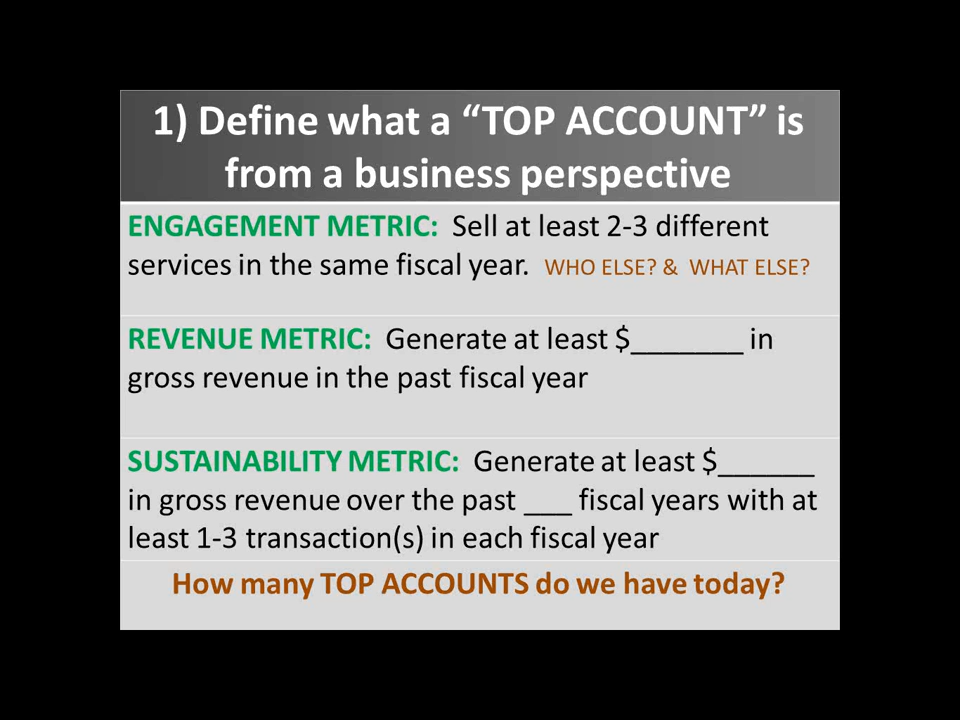 1) Define what a “TOP ACCOUNT” is
from a business perspective
ENGAGEMENT METRIC: Sell at least 2-3 different
services in the same fiscal year. WHO ELSE? & WHAT ELSE?
REVENUE METRIC: Generate at least $_______ in
gross revenue in the past fiscal year
SUSTAINABILITY METRIC: Generate at least $______
in gross revenue over the past ___ fiscal years with at
least 1-3 transaction(s) in each fiscal year
How many TOP ACCOUNTS do we have today?